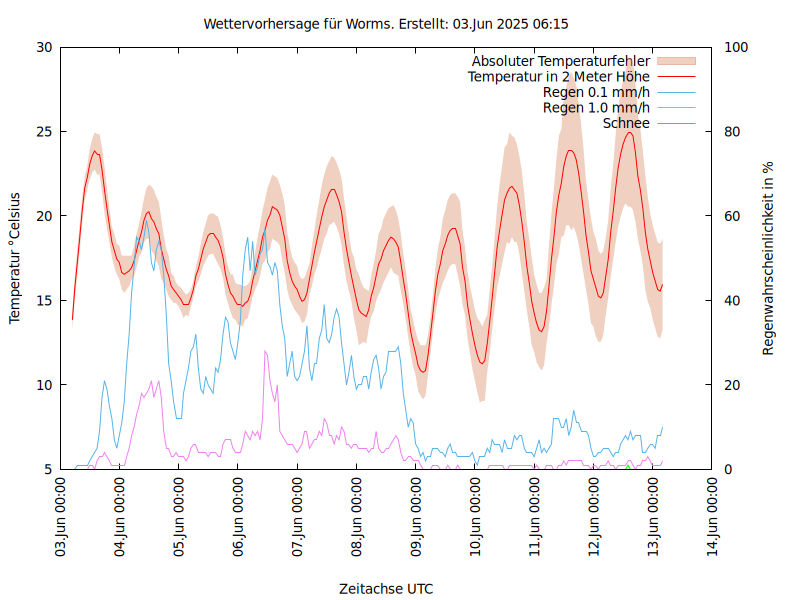 Wettervorhersage für Worms. Erstellt: 03.Jun 2025 06:15
30
25
20
15
10
5
100
80
60
40
20
0
Absoluter Temperaturfehler
Temperatur in 2 Meter Höhe
Regen 0.1 mm/h
Regen 1.0 mm/h
Schnee
Temperatur °Celsius
Regenwahrscheinlichkeit in %
03.Jun 00:00
04.Jun 00:00
05.Jun 00:00
06.Jun 00:00
07.Jun 00:00
08.Jun 00:00
09.Jun 00:00
10.Jun 00:00
11.Jun 00:00
12.Jun 00:00
13.Jun 00:00
14.Jun 00:00
Zeitachse UTC